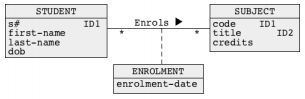 STUDENT
s# ID1
first-name
last-name
dob
Enrols ▶
* *
SUBJECT
code ID1
title ID2
credits
ENROLMENT
enrolment-date